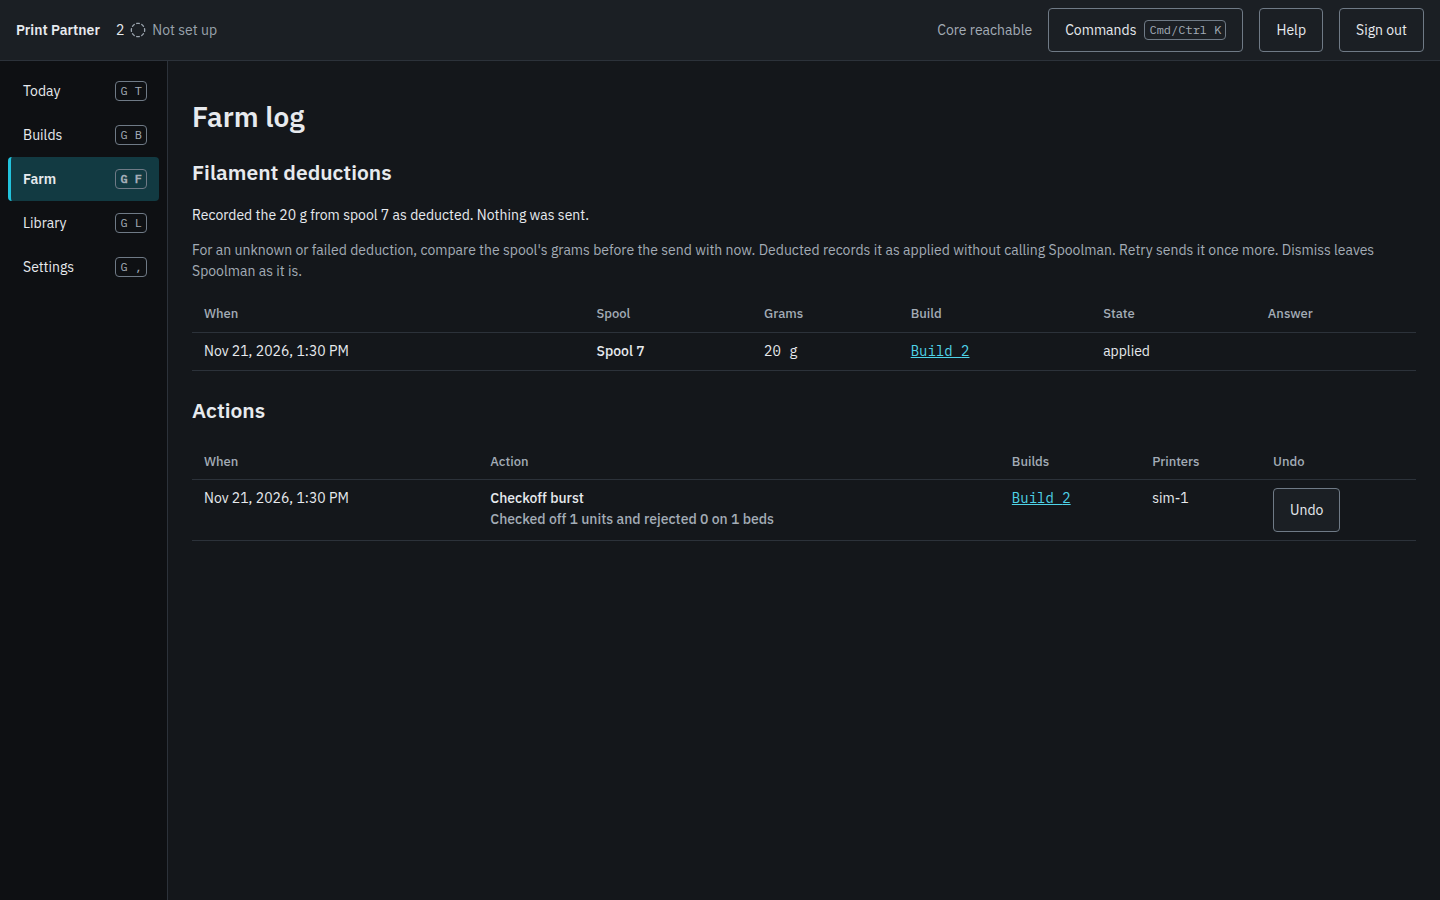 Print Partner 2 Not set up Core reachable Commands Cmd/Ctrl K Help Sign out
Today G T
Builds G B
Farm G F
Library G L
Settings G ,
Farm log
Filament deductions
Recorded the 20 g from spool 7 as deducted. Nothing was sent.
For an unknown or failed deduction, compare the spool's grams before the send with now. Deducted records it as applied without calling Spoolman. Retry sends it once more. Dismiss leaves
Spoolman as it is.
When Spool Grams Build State Answer
Nov 21, 2026, 1:30 PM Spool 7 20 g Build 2 applied
Actions
When Action Builds Printers Undo
Nov 21, 2026, 1:30 PM Checkoff burst Build 2 sim-1 Undo
Checked off 1 units and rejected 0 on 1 beds